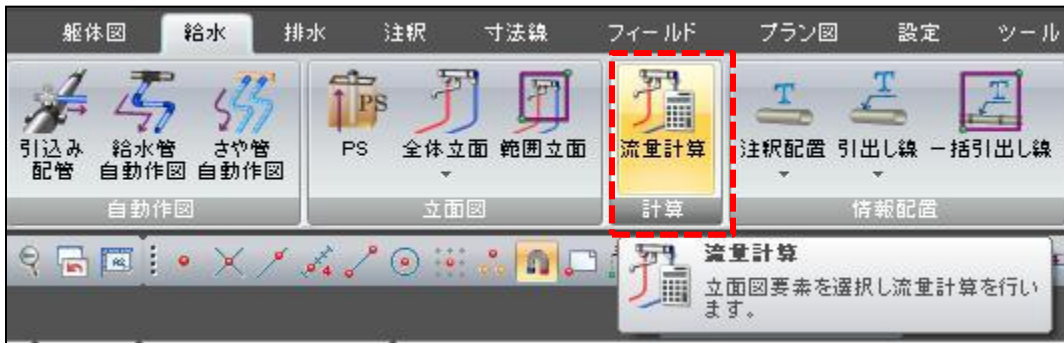 躯体図 給水 排水 注釈 寸法線 フィールド プラン図 設定 ツール
引込み 配管
給水管 自動作図
さや管 自動作図
PS
PS
全体立面
範囲立面
流量計算
T
注釈配置
T
引出し線
T
一括引出し線
自動作図
立面図
計算
情報配置
4
流量計算
立面図要素を選択し流量計算を行い
ます。